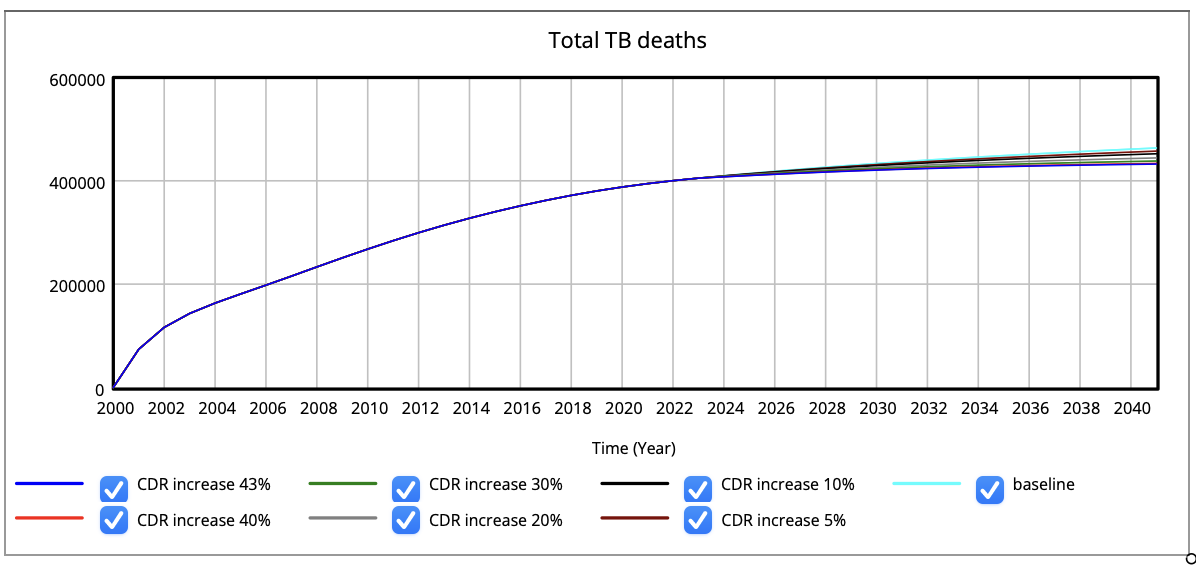 Total TB deaths
600000
400000
200000
0
2000 2002 2004 2006 2008 2010 2012 2014 2016 2018 2020 2022 2024 2026 2028 2030 2032 2034 2036 2038 2040
Time (Year)
CDR increase 43% CDR increase 30% CDR increase 10% baseline
CDR increase 40% CDR increase 20% CDR increase 5%